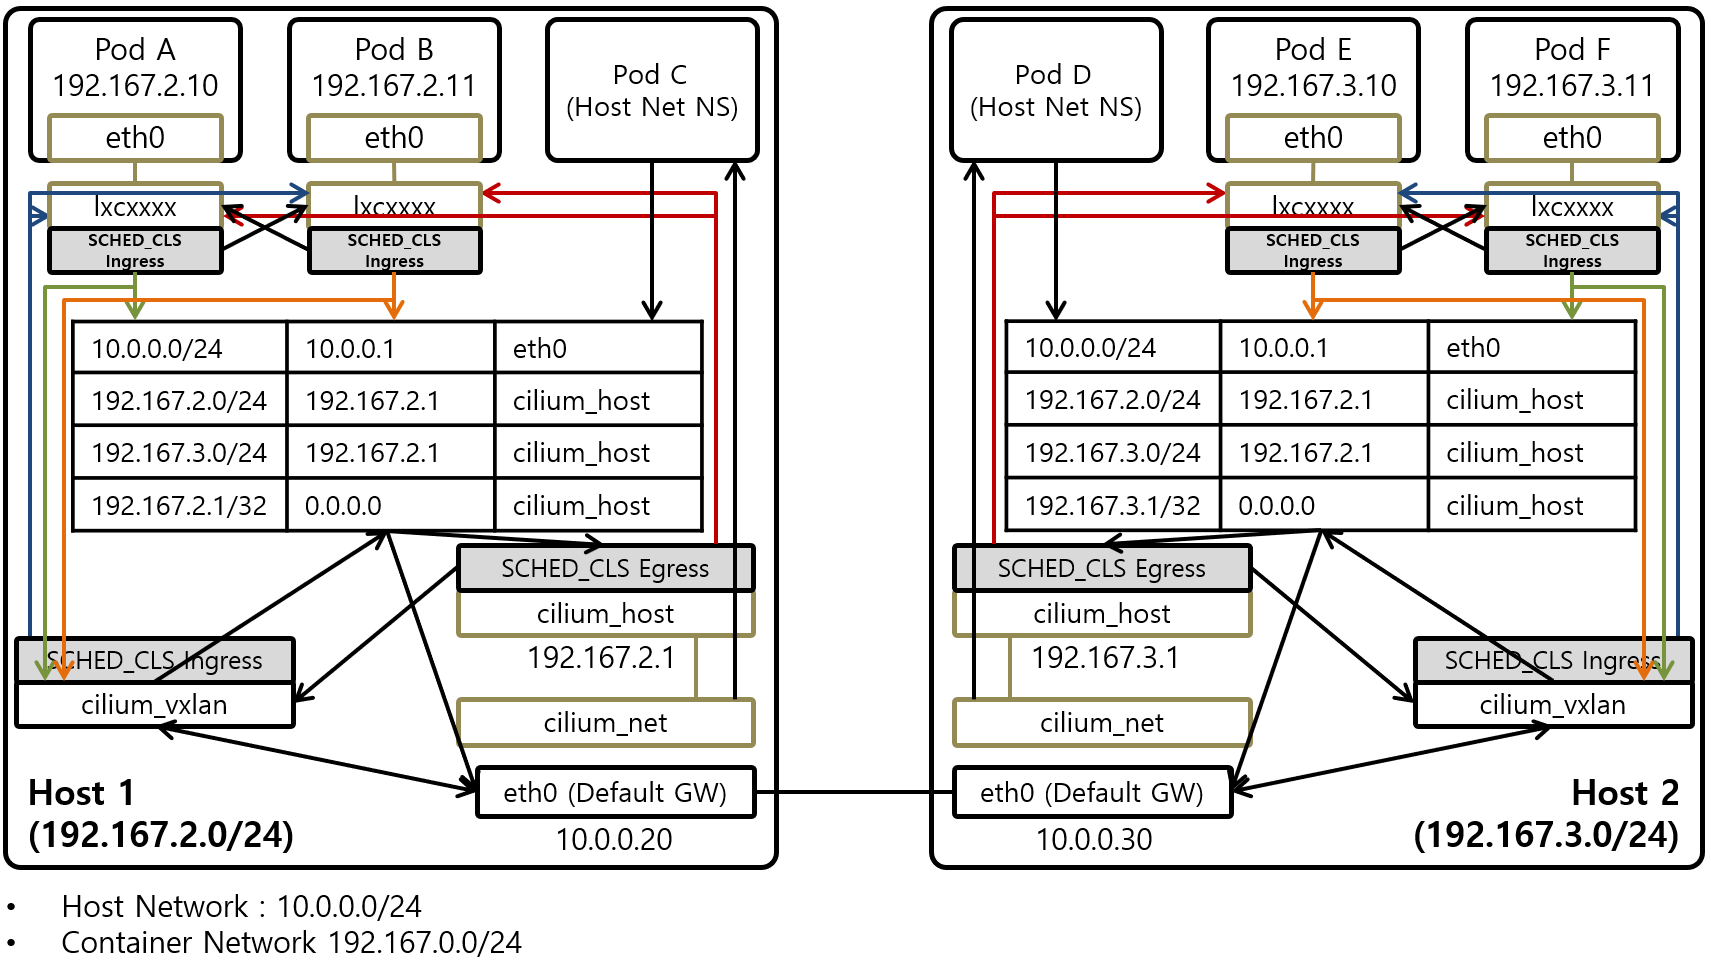 Pod A
192.167.2.10
eth0
lxcxxxx
SCHED_CLS
Ingress
Pod B
192.167.2.11
eth0
lxcxxxx
SCHED_CLS
Ingress
Pod C
(Host Net NS)
10.0.0.0/24 10.0.0.1 eth0
192.167.2.0/24 192.167.2.1 cilium_host
192.167.3.0/24 192.167.2.1 cilium_host
192.167.2.1/32 0.0.0.0 cilium_host
SCHED_CLS Egress
cilium_host
192.167.2.1
cilium_net
SCHED_CLS Ingress
cilium_vxlan
eth0 (Default GW)
10.0.0.20
Host 1
(192.167.2.0/24)
Pod D
(Host Net NS)
Pod E
192.167.3.10
eth0
lxcxxxx
SCHED_CLS
Ingress
Pod F
192.167.3.11
eth0
lxcxxxx
SCHED_CLS
Ingress
10.0.0.0/24 10.0.0.1 eth0
192.167.2.0/24 192.167.2.1 cilium_host
192.167.3.0/24 192.167.2.1 cilium_host
192.167.3.1/32 0.0.0.0 cilium_host
SCHED_CLS Egress
cilium_host
192.167.3.1
cilium_net
SCHED_CLS Ingress
cilium_vxlan
eth0 (Default GW)
10.0.0.30
Host 2
(192.167.3.0/24)
• Host Network : 10.0.0.0/24
• Container Network 192.167.0.0/24